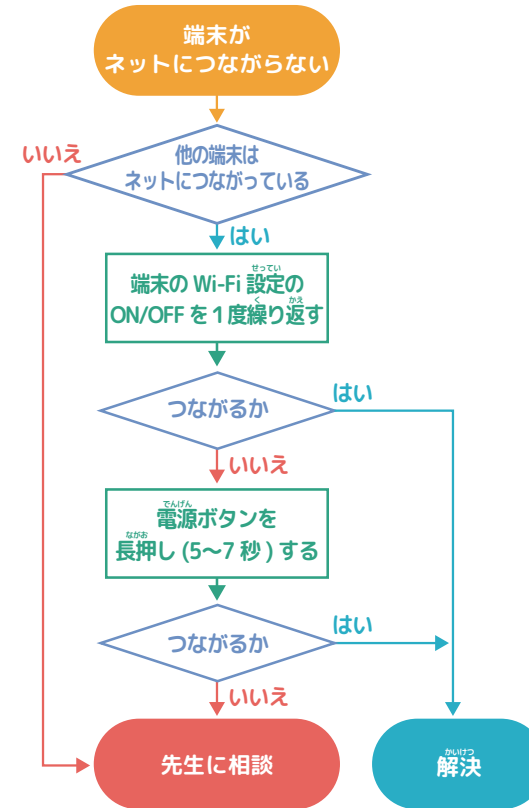 端末が
ネットにつながらない
いいえ
他の端末は
ネットにつながっている
はい
せってい
端末の Wi-Fi 設定の
く かえ
ON/OFF を1度繰り返す
つながるか
はい
いいえ
でんげん
電源ボタンを
ながお
長押し (5〜7 秒 ) する
つながるか
はい
いいえ
先生に相談
かいけつ
解決